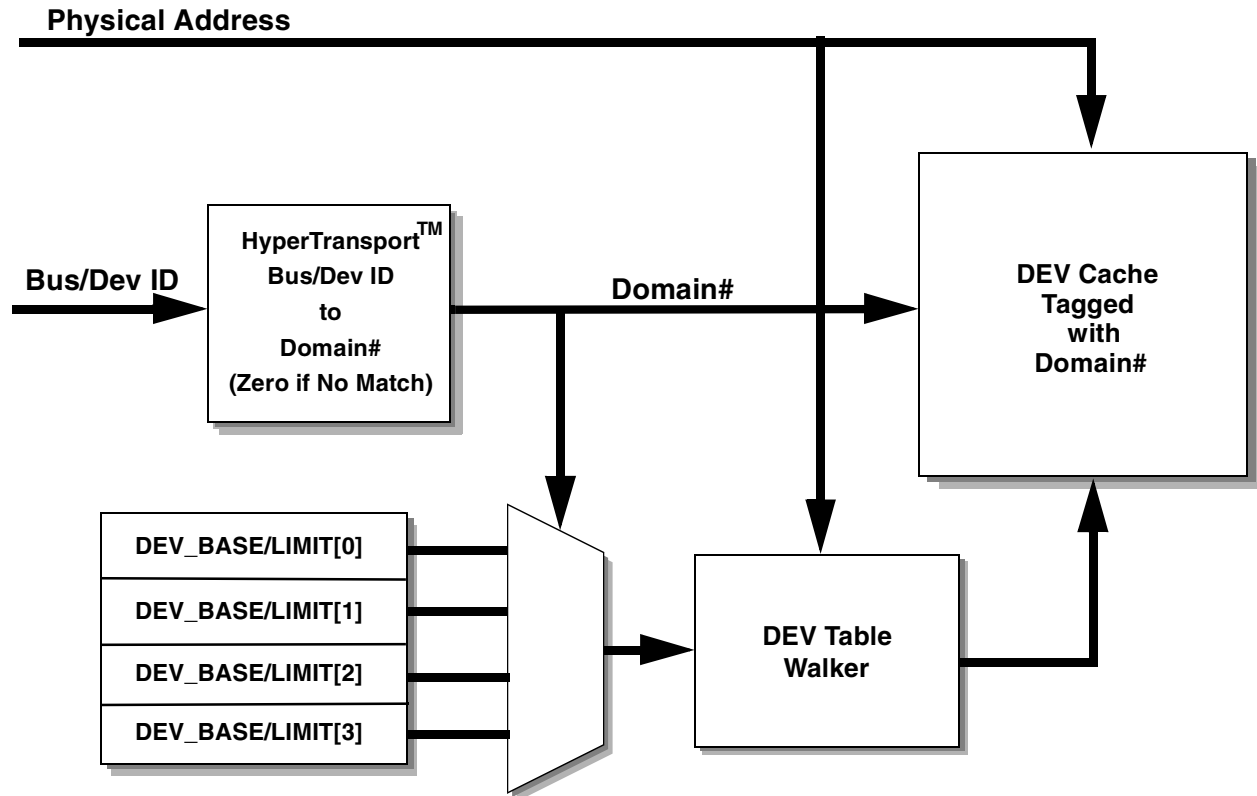 Physical Address
Bus/Dev ID
HyperTransport™
Bus/Dev ID
to
Domain#
(Zero if No Match)
Domain#
DEV Cache
Tagged
with
Domain#
DEV_BASE/LIMIT[0]
DEV_BASE/LIMIT[1]
DEV_BASE/LIMIT[2]
DEV_BASE/LIMIT[3]
DEV Table
Walker